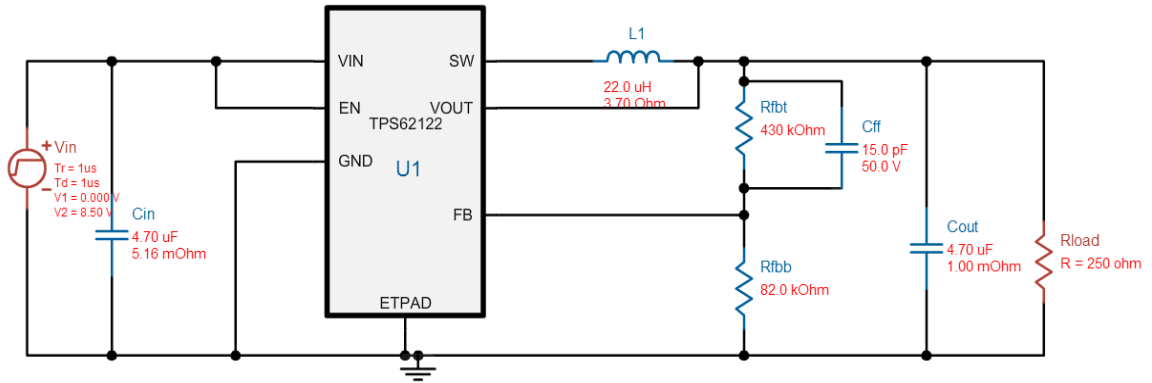 L1
VIN
SW
22.0 uH
3.70 Ohm
EN
VOUT
TPS62122
Rfbt
430 kOhm
Cff
15.0 pF
50.0 V
+ Vin
Tr = 1us
Td = 1us
V1 = 0.000 V
V2 = 8.50 V
GND
U1
Cin
4.70 uF
5.16 mOhm
FB
Cout
4.70 uF
1.00 mOhm
Rload
R = 250 ohm
Rfbb
82.0 kOhm
ETPAD